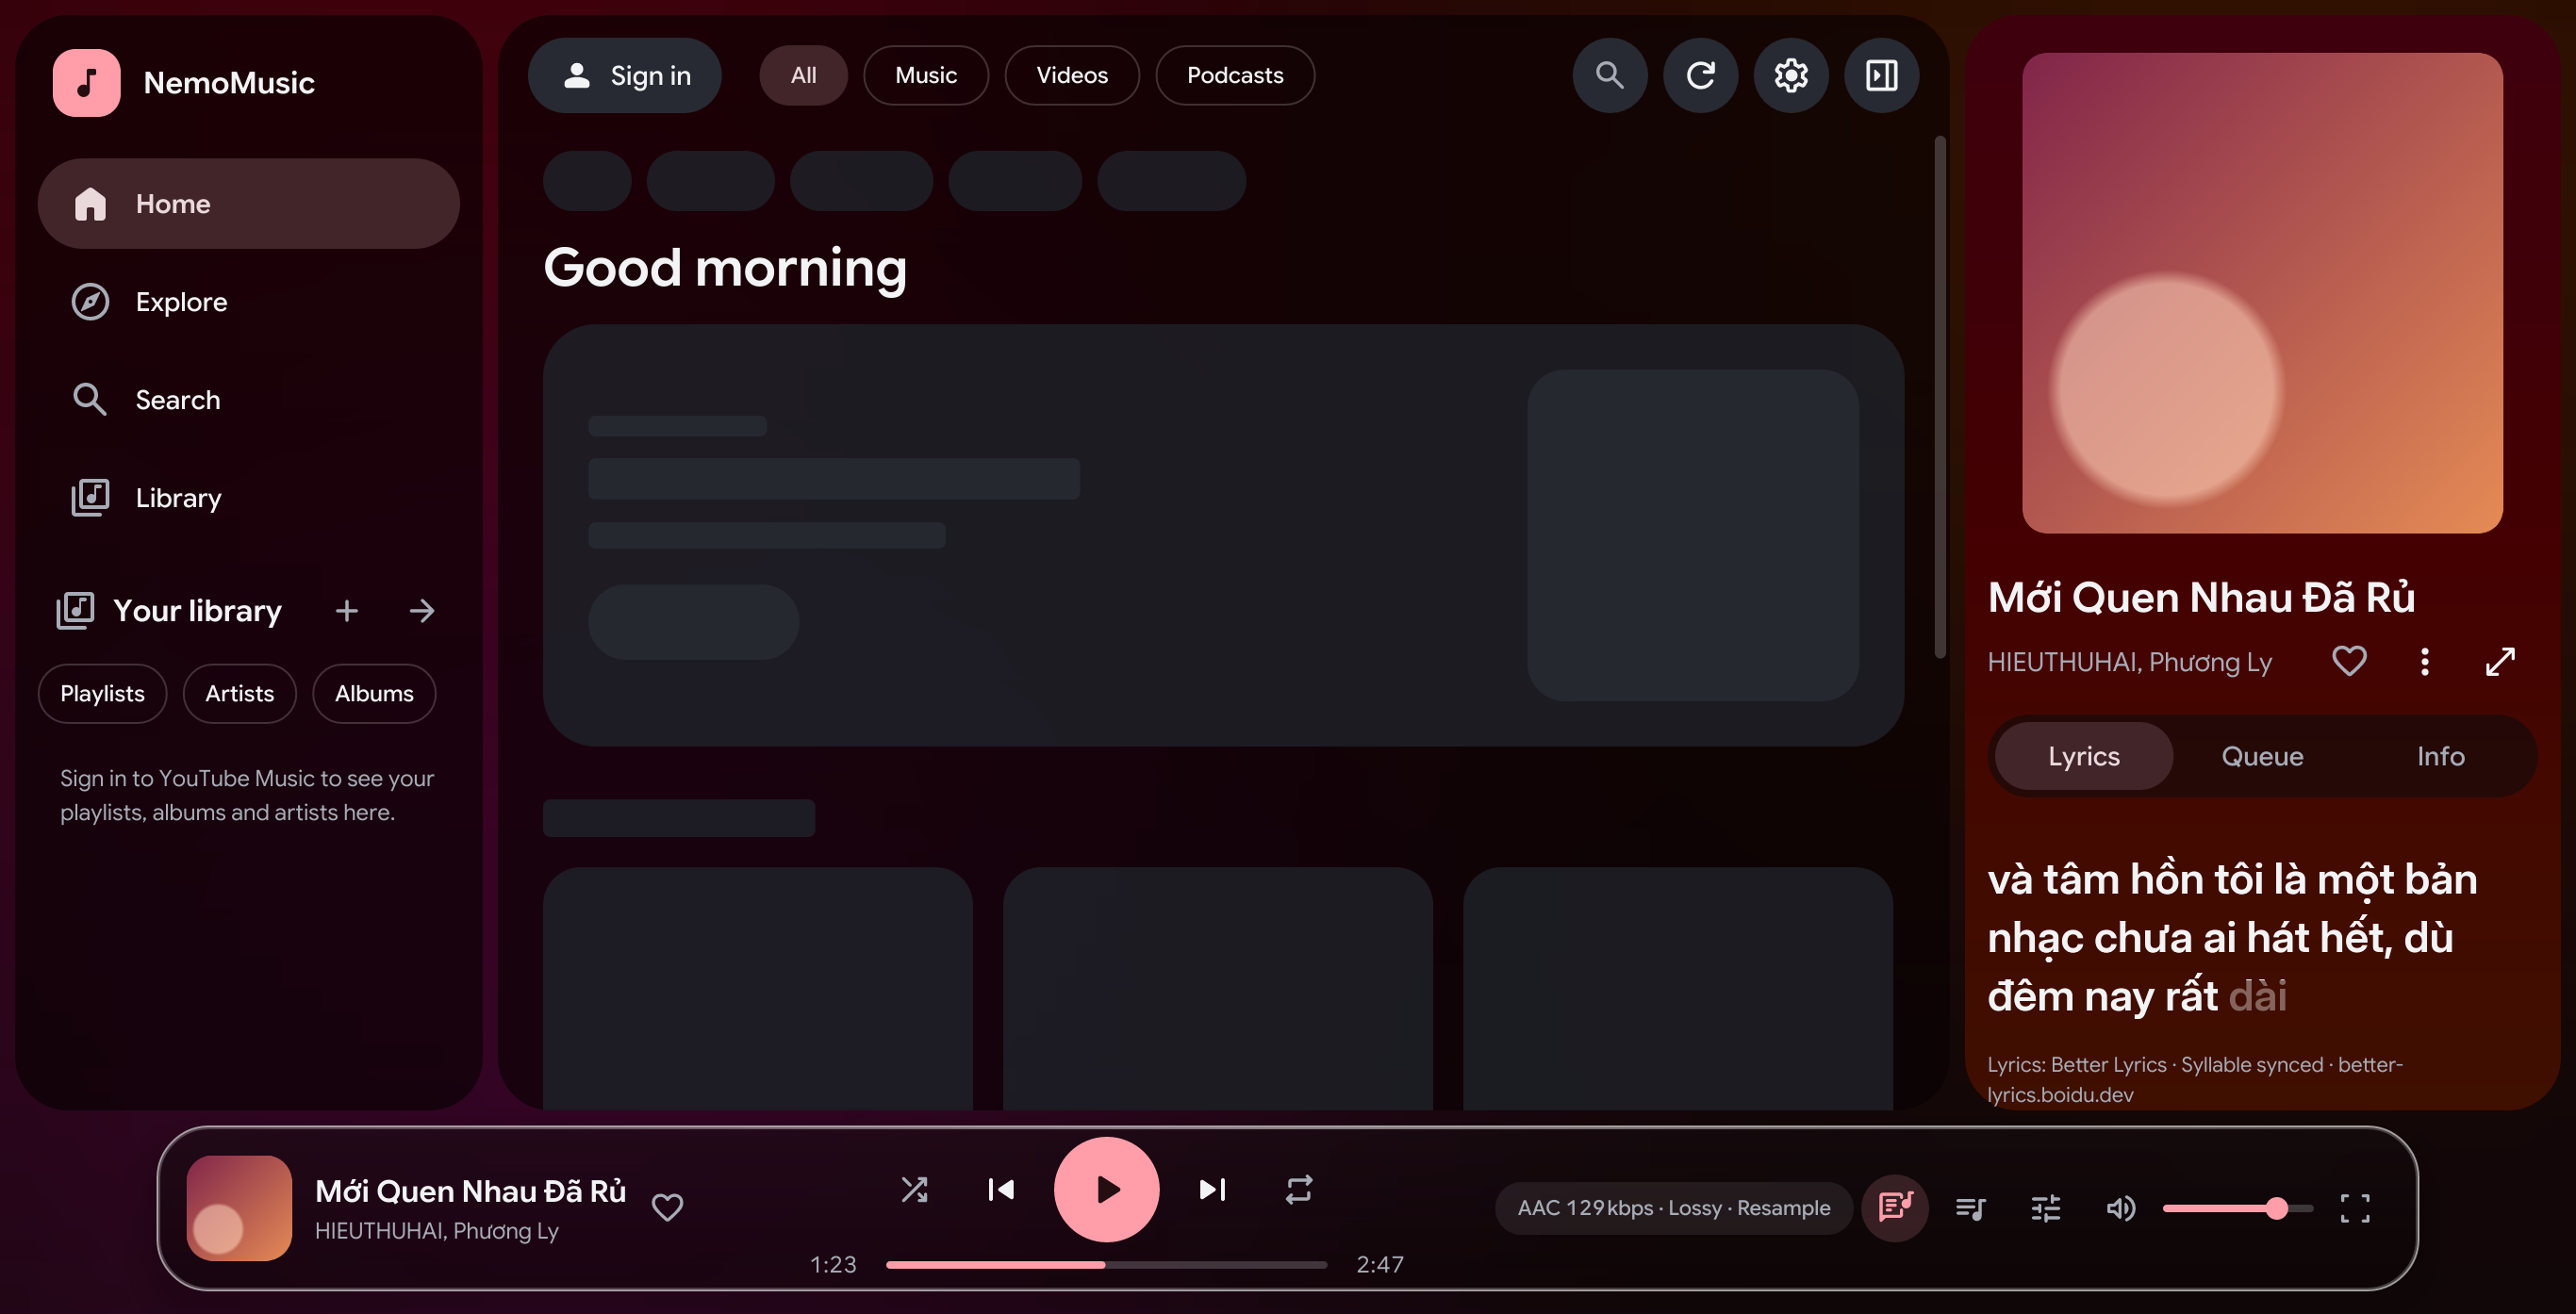 NemoMusic
Home
Explore
Search
Library
Your library
Playlists
Artists
Albums
Sign in to YouTube Music to see your
playlists, albums and artists here.
Sign in
All
Music
Videos
Podcasts
Good morning
Mới Quen Nhau Đã Rủ
HIEUTHUHAI, Phương Ly
Lyrics
Queue
Info
và tâm hồn tôi là một bản
nhạc chưa ai hát hết, dù
đêm nay rất dài
Lyrics: Better Lyrics · Syllable synced · better-
lyrics.boidu.dev
Mới Quen Nhau Đã Rủ
HIEUTHUHAI, Phương Ly
1:23
2:47
AAC 129 kbps · Lossy · Resample